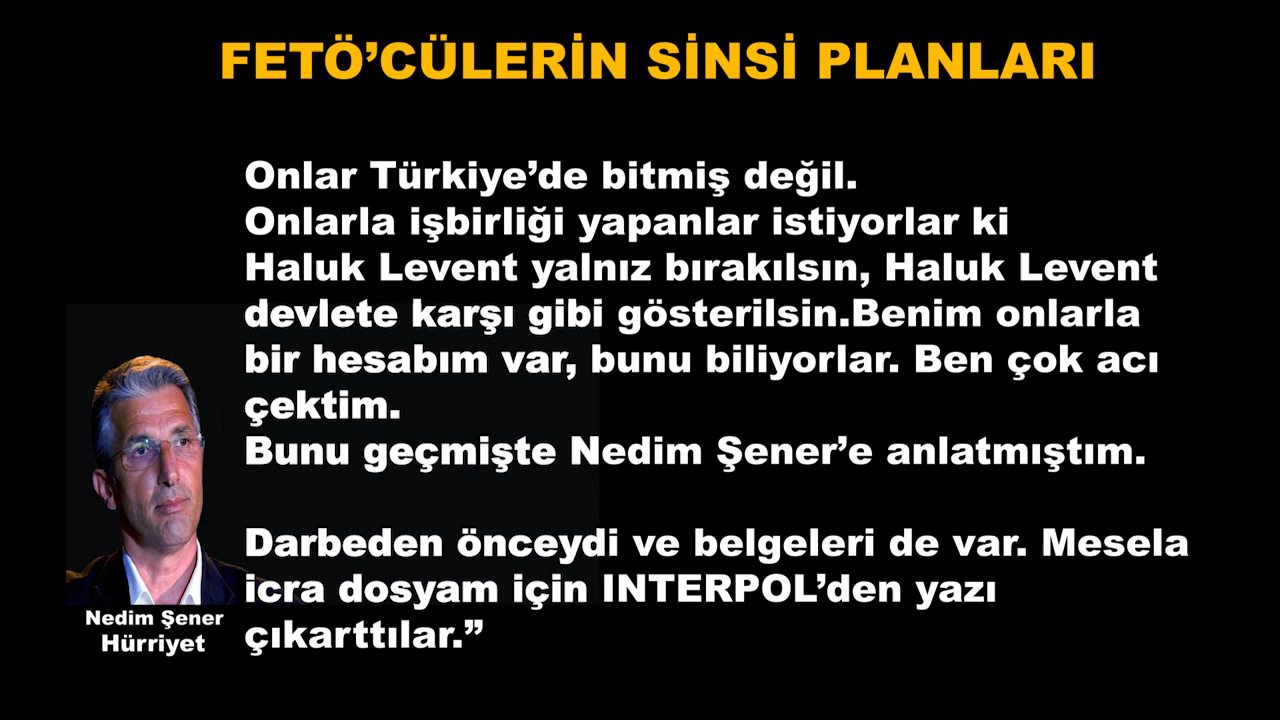 FETÖ’CÜLERİN SİNSİ PLANLARI
Onlar Türkiye’de bitmiş değil.
Onlarla işbirliği yapanlar istiyorlar ki
Haluk Levent yalnız bırakılsın, Haluk Levent
devlete karşı gibi gösterilsin.Benim onlarla
bir hesabım var, bunu biliyorlar. Ben çok acı
çektim.
Bunu geçmişte Nedim Şener’e anlatmıştım.
Darbeden önceydi ve belgeleri de var. Mesela
icra dosyam için INTERPOL’den yazı
çıkarttılar.”
Nedim Şener
Hürriyet